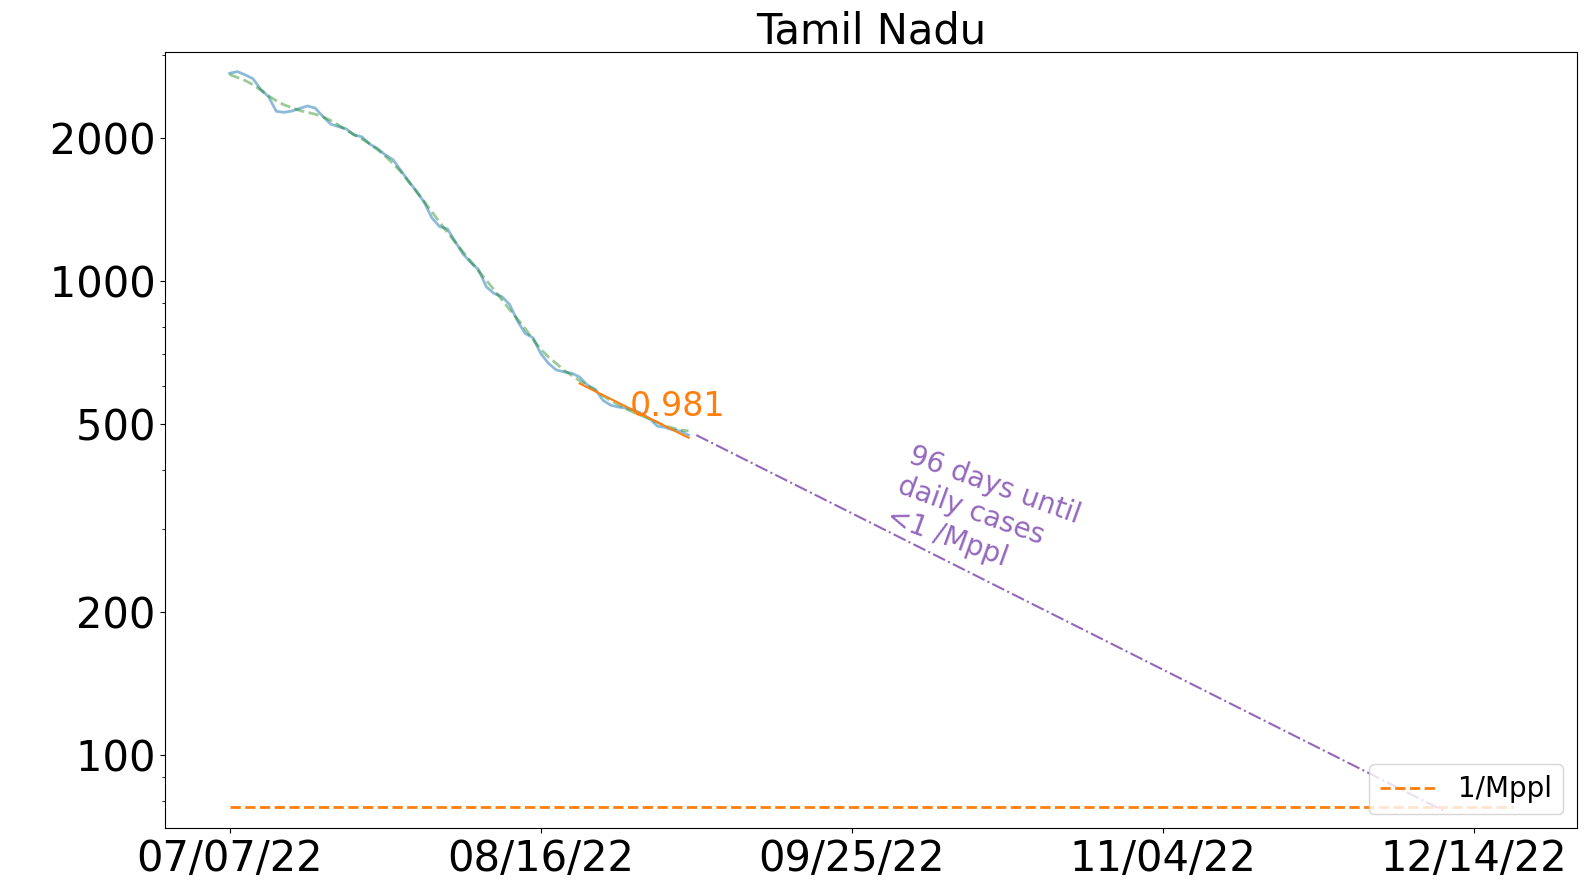 Tamil Nadu
2000
1000
500
200
100
0.981
96 days until
daily cases
<1 /Mppl
1/Mppl
07/07/22
08/16/22
09/25/22
11/04/22
12/14/22